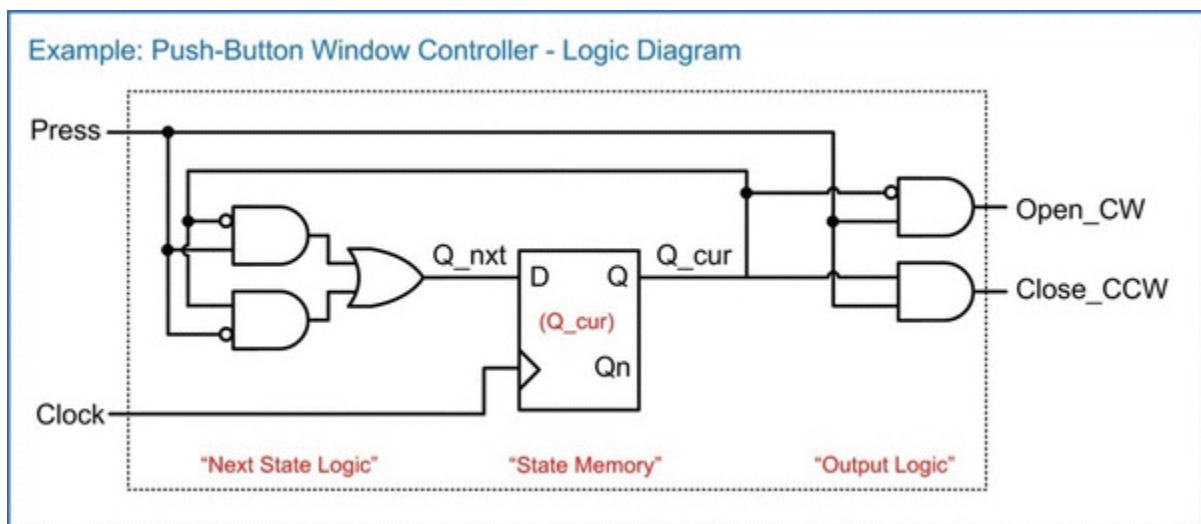 Example: Push-Button Window Controller - Logic Diagram
Press
Open_CW
Q_nxt
Q_cur
D
Q
Close_CCW
(Q_cur)
Qn
Clock
“Next State Logic”
“State Memory”
“Output Logic”